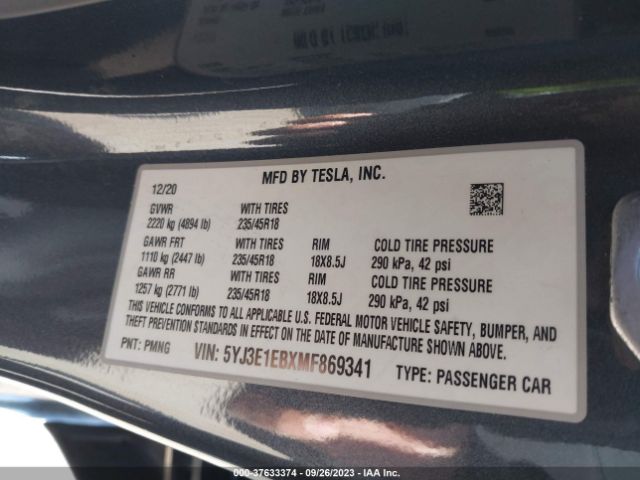 MFD BY TESLA, INC.
12/20
GVWR WITH TIRES
2220 kg (4894 lb) 235/45R18
GAWR FRT WITH TIRES RIM COLD TIRE PRESSURE
1110 kg (2447 lb) 235/45R18 18X8.5J 290 kPa, 42 psi
GAWR RR WITH TIRES RIM COLD TIRE PRESSURE
1257 kg (2771 lb) 235/45R18 18X8.5J 290 kPa, 42 psi
THIS VEHICLE CONFORMS TO ALL APPLICABLE U.S. FEDERAL MOTOR VEHICLE SAFETY, BUMPER, AND
THEFT PREVENTION STANDARDS IN EFFECT ON THE DATE OF MANUFACTURE SHOWN ABOVE.
PNT: PMNG VIN: 5YJ3E1EBXMF869341 TYPE: PASSENGER CAR
000-37633374 - 09/26/2023 - IAA Inc.